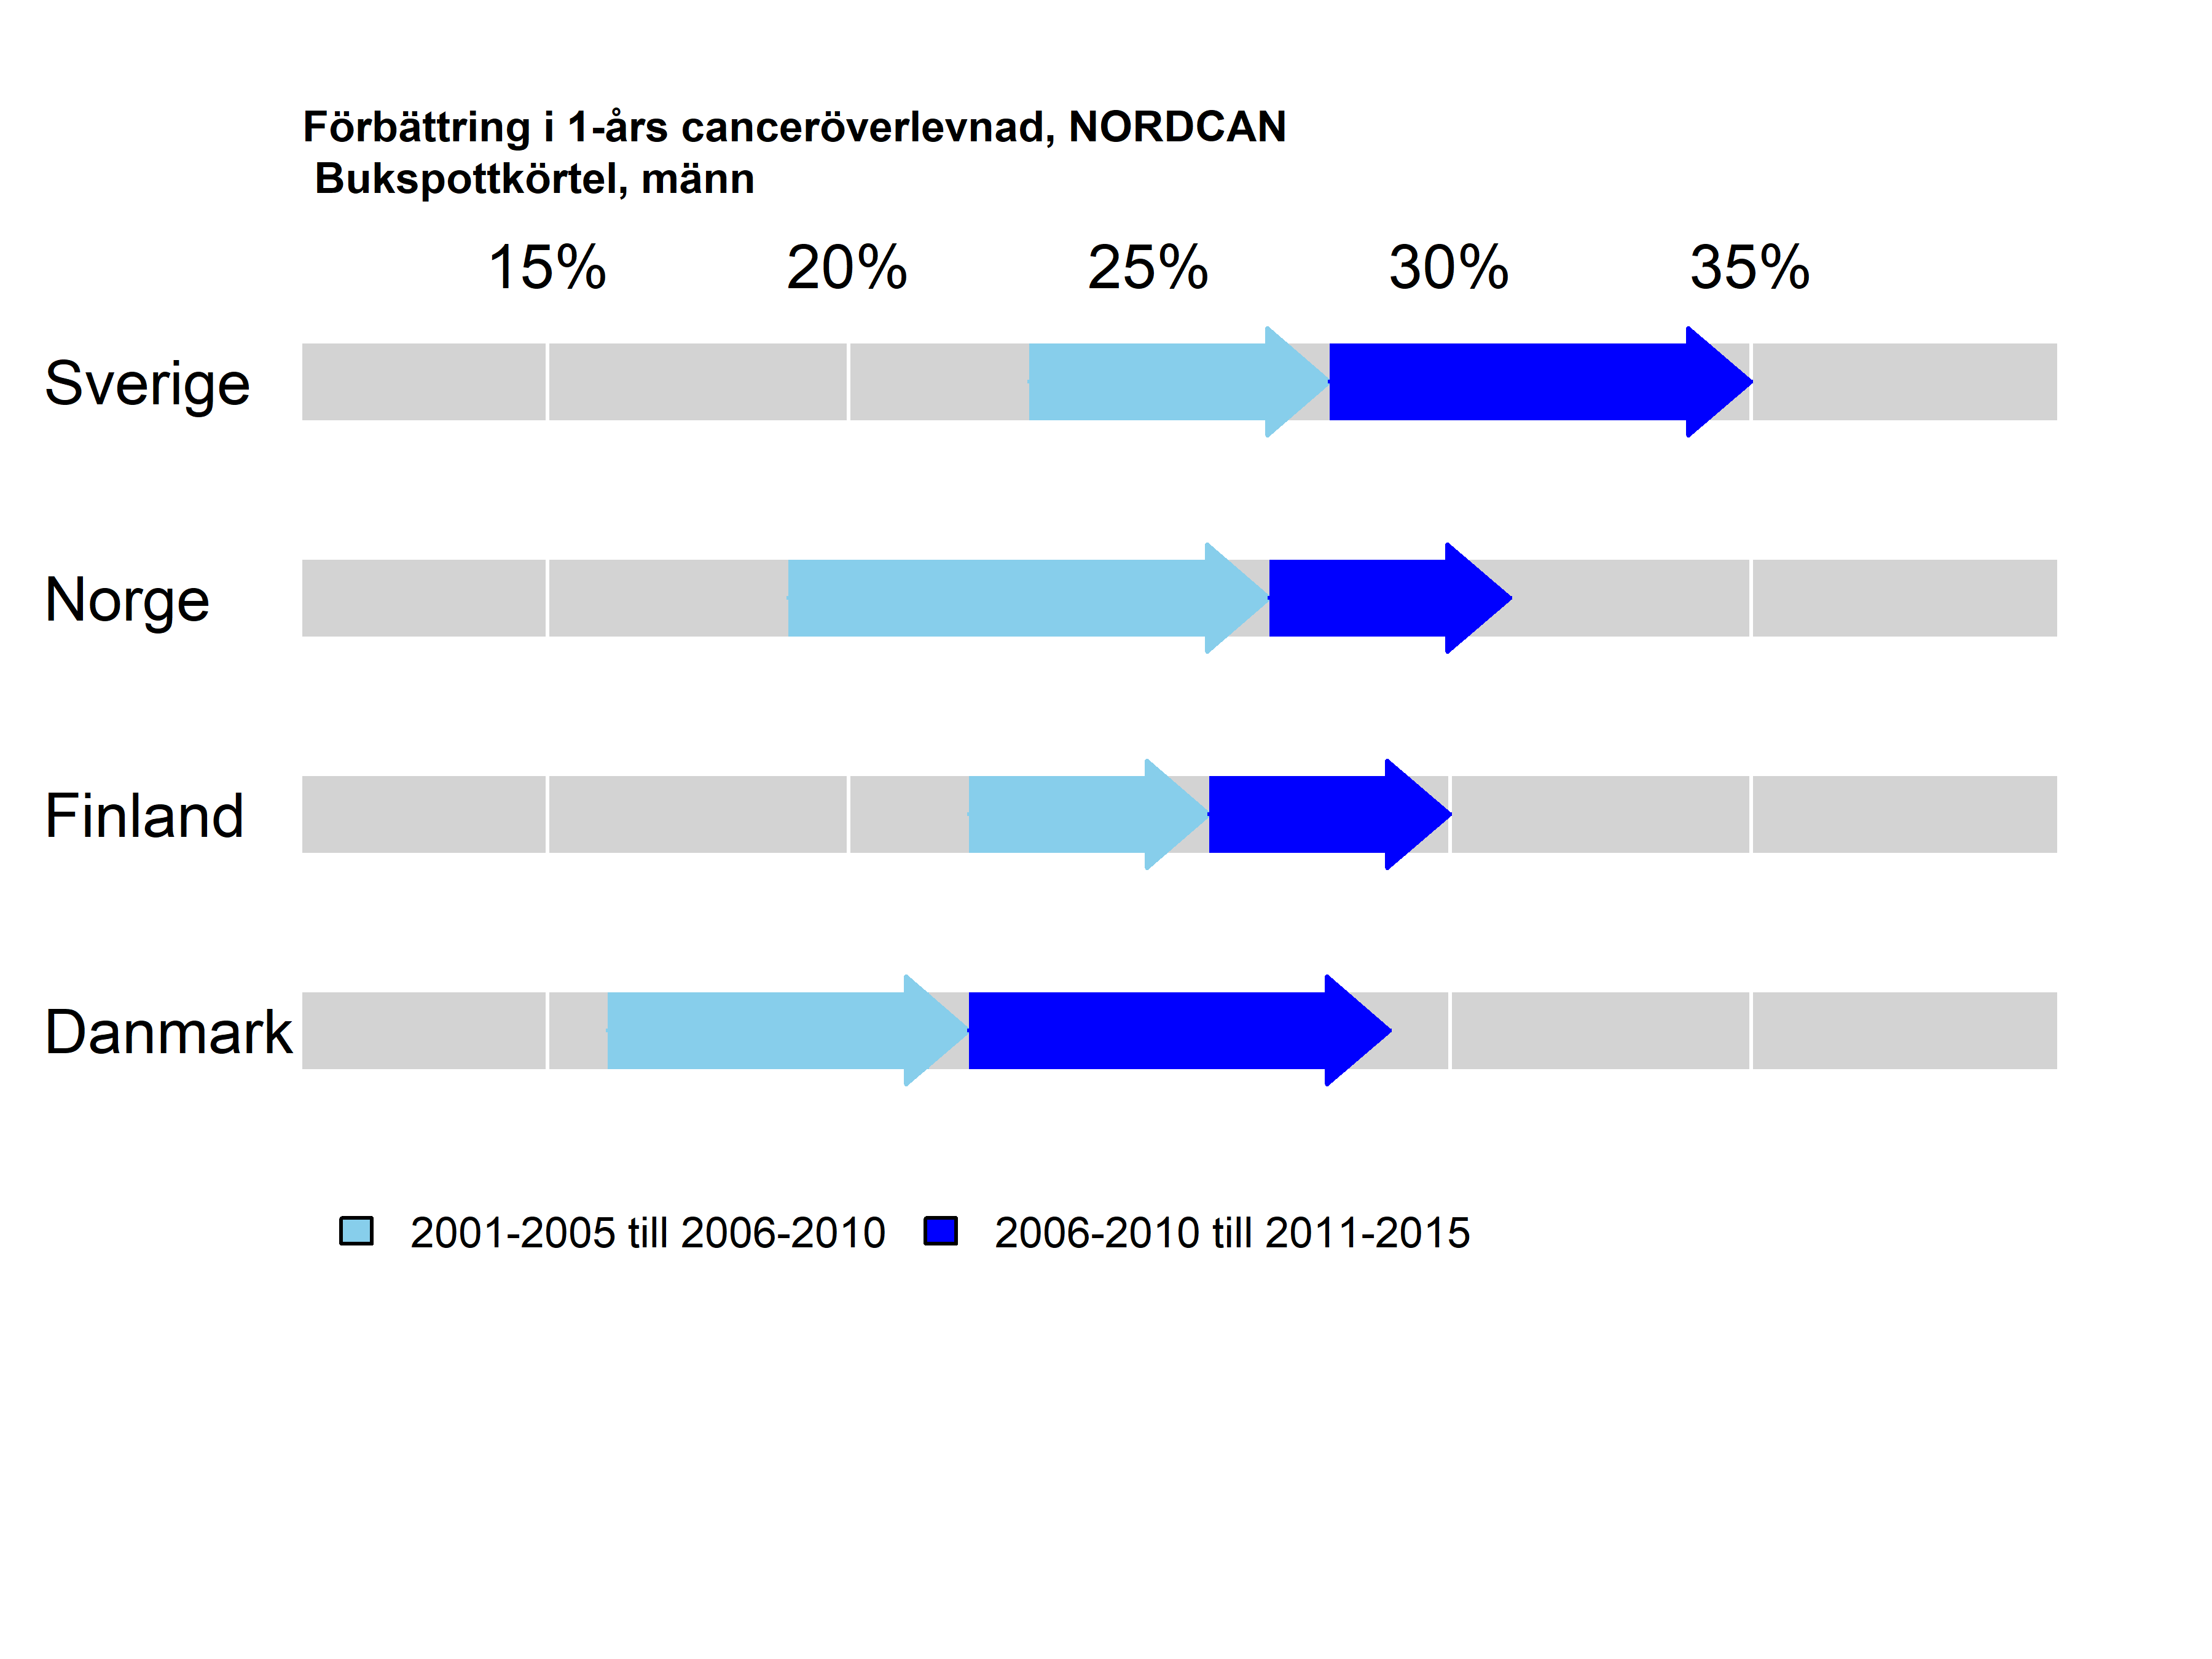 Förbättring i 1-års canceröverlevnad, NORDCAN
Bukspottkörtel, männ
15% 20% 25% 30% 35%
Sverige
Norge
Finland
Danmark
2001-2005 till 2006-2010 2006-2010 till 2011-2015